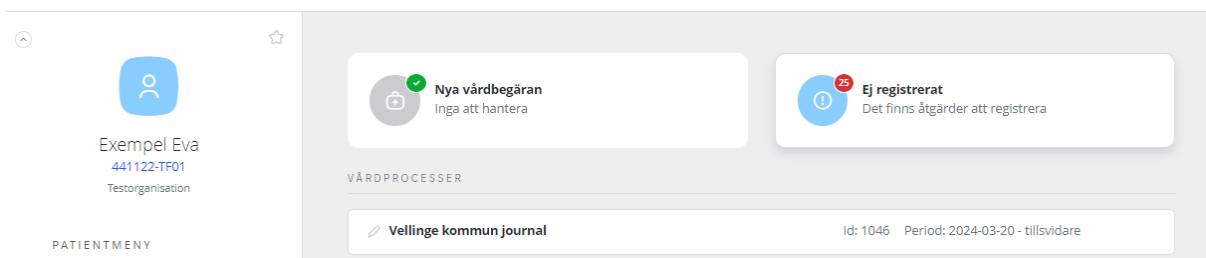 Exempel Eva
441122-TF01
Testorganisation
PATIENTMENY
Nya vårdbegäran
Inga att hantera
25
Ej registrerat
Det finns åtgärder att registrera
VÅRDPROCESSER
Vellinge kommun journal Id: 1046 Period: 2024-03-20 - tillsvidare